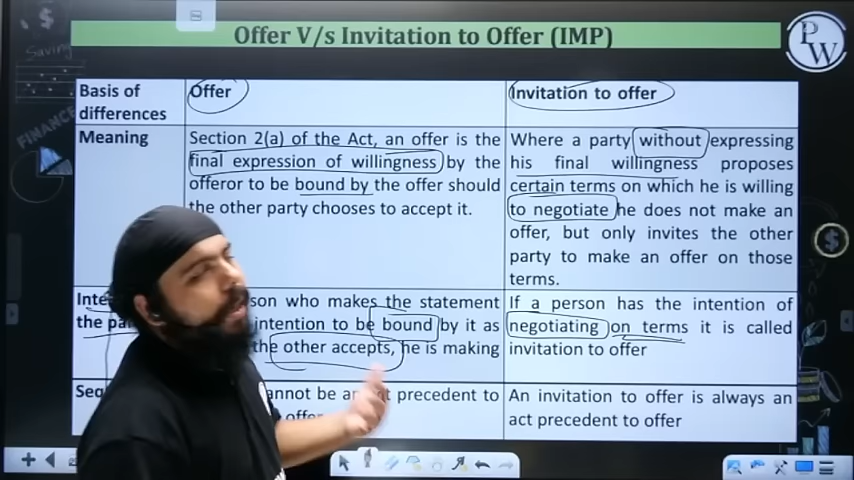 Offer V/s Invitation to Offer (IMP)
PW
Saving
FINANCE
Basis of
differences
Offer
Invitation to offer
Meaning
Section 2(a) of the Act, an offer is the
final expression of willingness by the
offeror to be bound by the offer should
the other party chooses to accept it.
Where a party without expressing
his final willingness proposes
certain terms on which he is willing
to negotiate he does not make an
offer, but only invites the other
party to make an offer on those
terms.
the
who makes the statement
intention to be bound by it as
the other accepts, he is making
If a person has the intention of
negotiating on terms it is called
invitation to offer
be an act precedent to
offer
An invitation to offer is always an
act precedent to offer